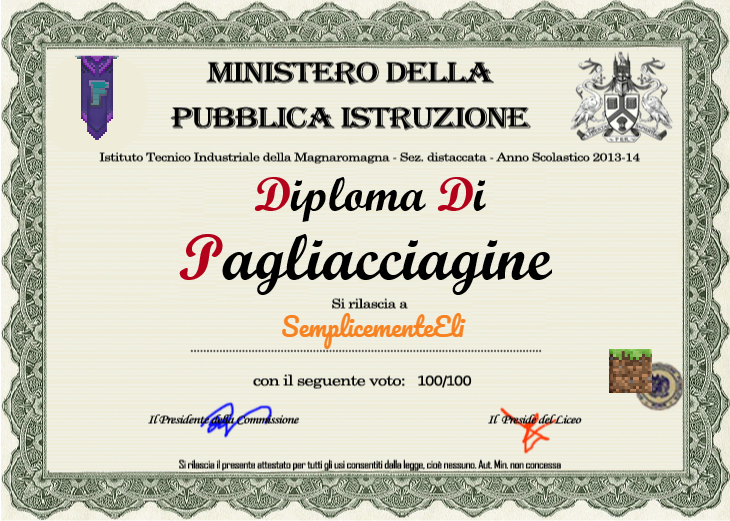 MINISTERO DELLA
PUBBLICA ISTRUZIONE
F
Istituto Tecnico Industriale della Magnaromagna - Sez. distaccata - Anno Scolastico 2013-14
Diploma Di
Pagliacciagine
Si rilascia a
SemplicementeEli
con il seguente voto: 100/100
Il Presidente della Commissione
Il Preside del Liceo
Si rilascia il presente attestato per tutti gli usi consentiti dalla legge, cioè nessuno. Aut. Min. non concessa